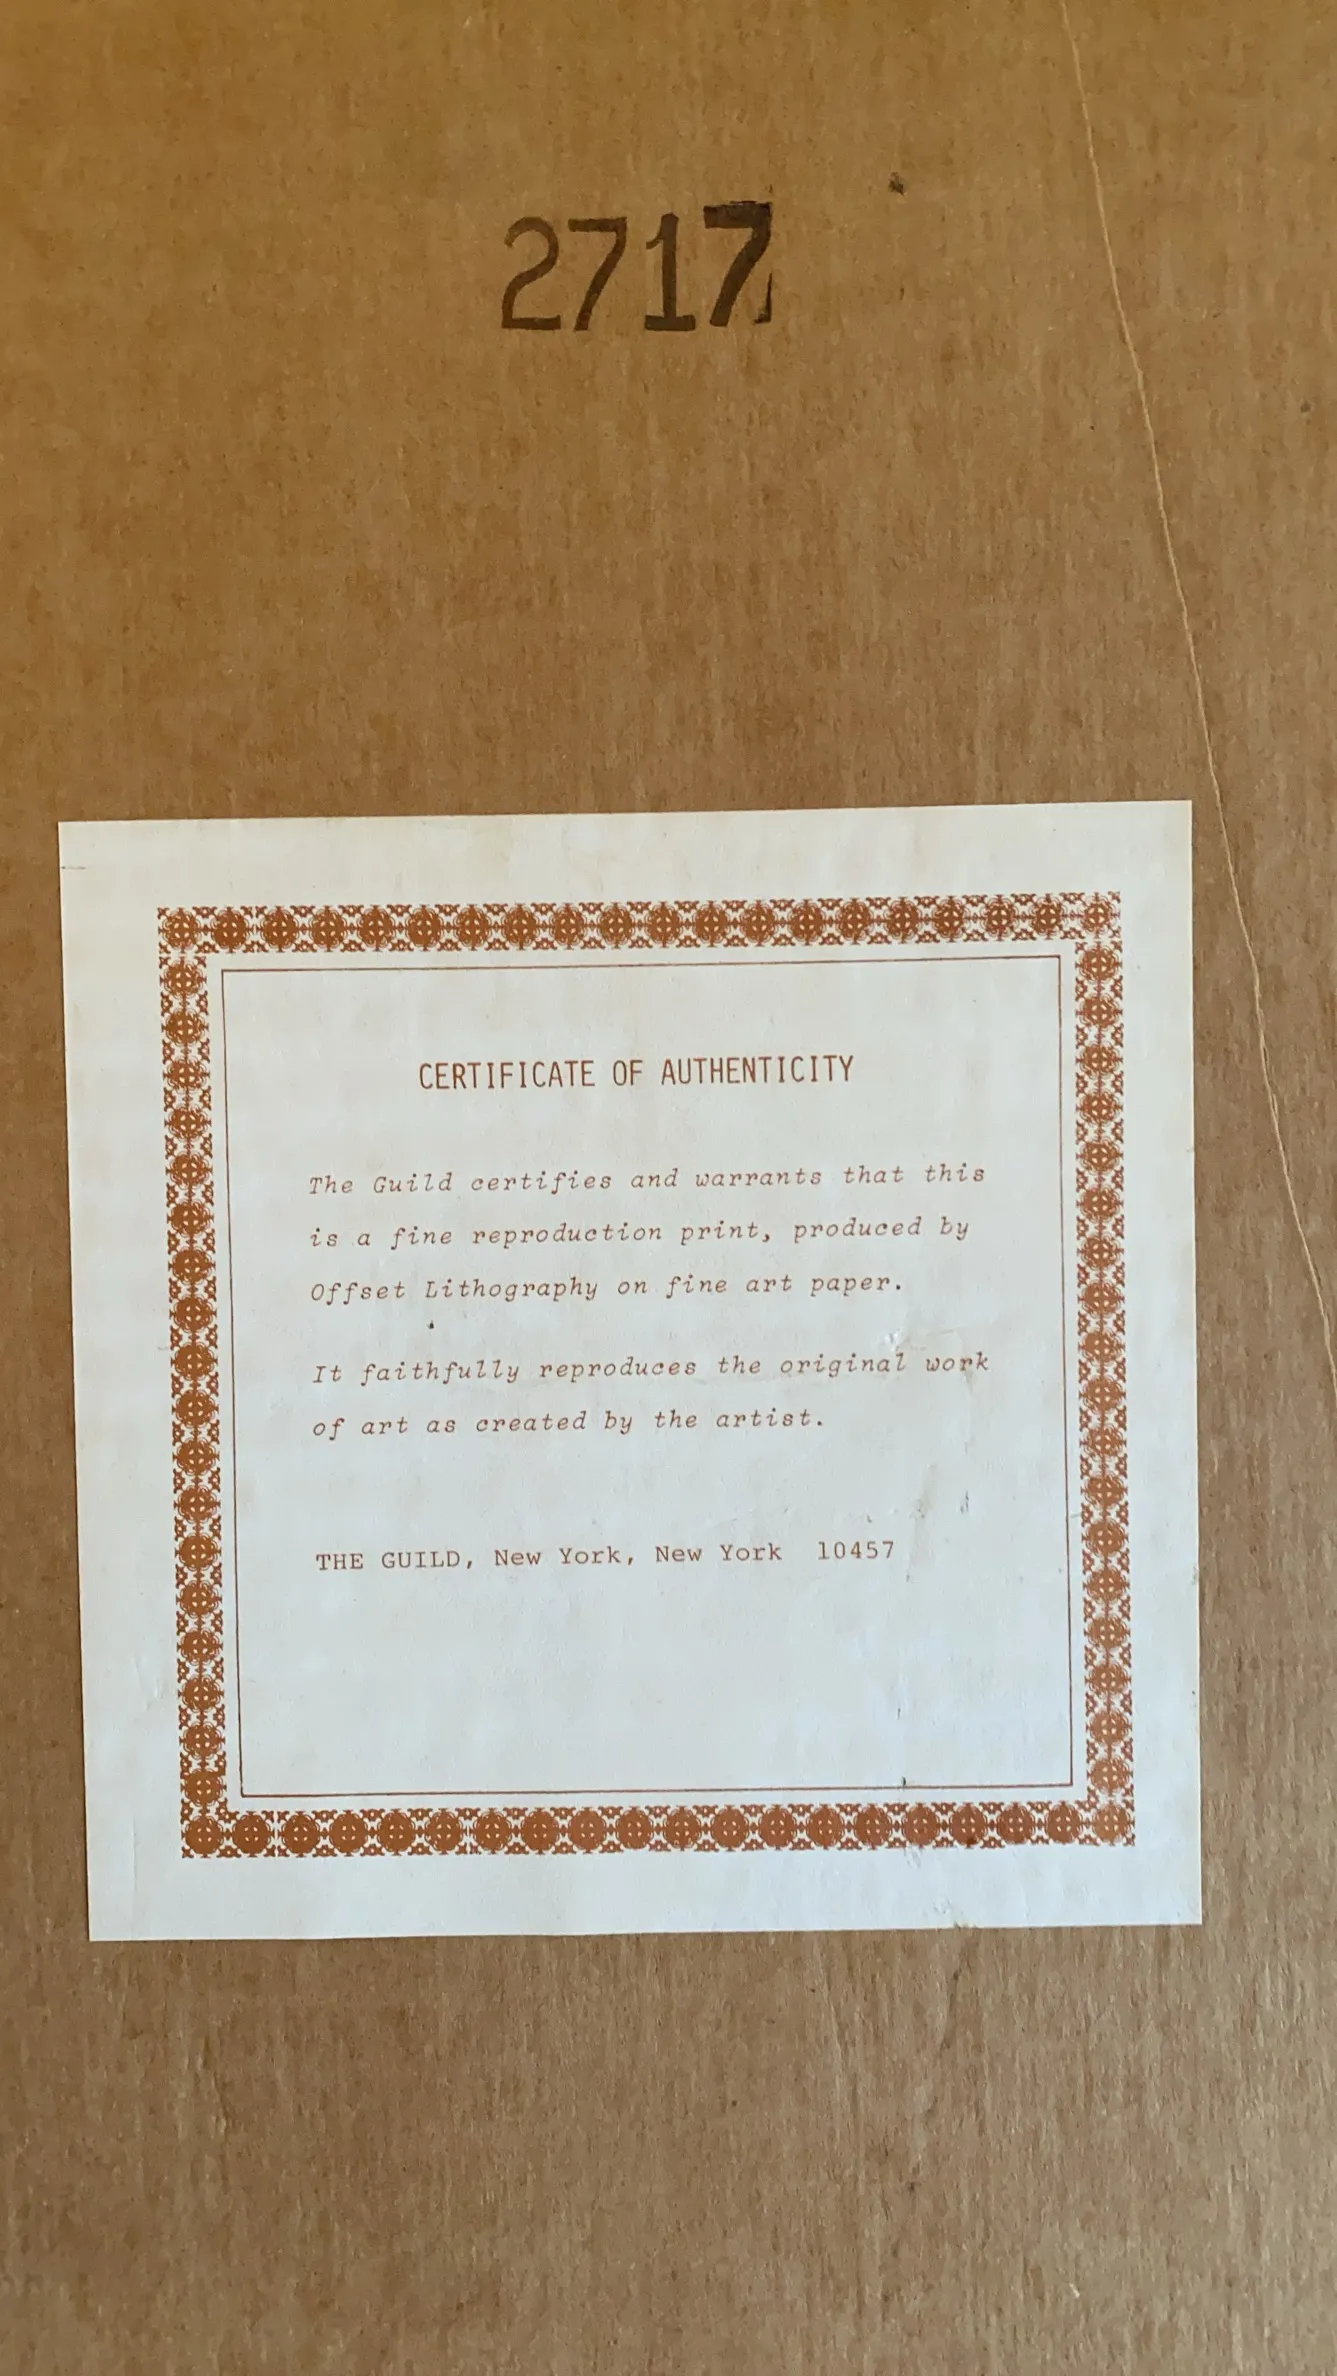 2717
CERTIFICATE OF AUTHENTICITY
The Guild certifies and warrants that this
is a fine reproduction print, produced by
Offset Lithography on fine art paper.
It faithfully reproduces the original work
of art as created by the artist.
THE GUILD, New York, New York 10457